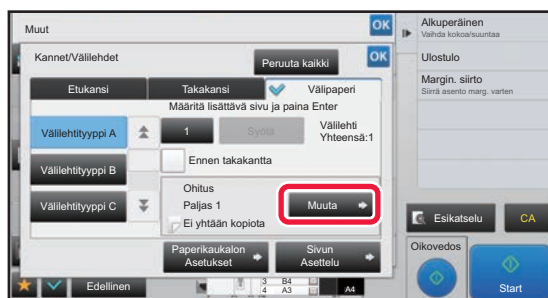 Muut
OK
Kannet/Välilehdet
Peruuta kaikki
OK
Etukansi
Takakansi
Välipaperi
Määritä lisättävä sivu ja paina Enter
Välilehtityyppi A
1
Syötä
Välilehti
Yhteensä:1
Välilehtityyppi B
Ennen takakantta
Välilehtityyppi C
Ohitus
Paljas 1
Ei yhtään kopiota
Muuta
Paperikaukalon
Asetukset
Sivun
Asettelu
Edellinen
3 B4
4 A3
A4
Alkuperäinen
Vaihda kokoa/suuntaa
Ulostulo
Margin. siirto
Siirrä asento marg. varten
Esikatselu
CA
Oikovedos
Start